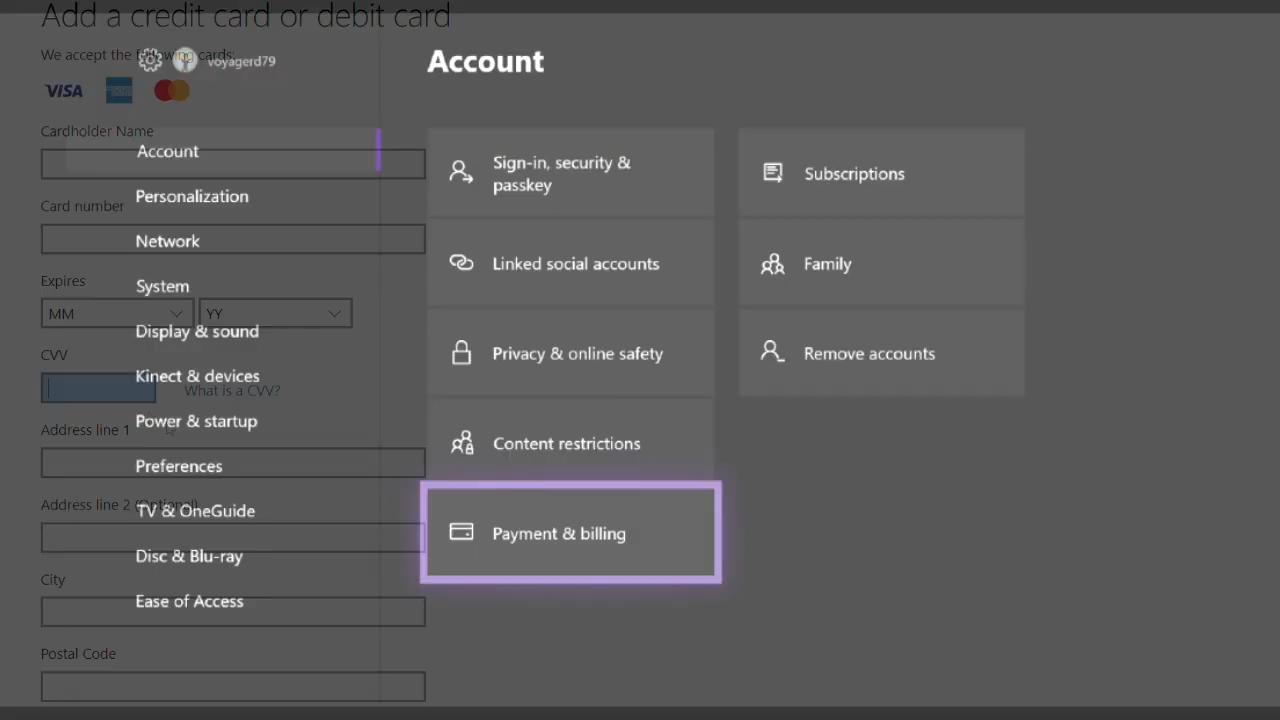 Add a credit card or debit card
We accept the following cards:
VISA
voyagerd79
Account
Cardholder Name
Account
Personalization
Card number
Network
Expires
System
MM
YY
Display & sound
CVV
Kinect & devices
What is a CVV?
Power & startup
Address line 1
Preferences
Address line 2 (Optional)
TV & OneGuide
Disc & Blu-ray
City
Ease of Access
Postal Code
Sign-in, security &
passkey
Linked social accounts
Privacy & online safety
Content restrictions
Payment & billing
Subscriptions
Family
Remove accounts